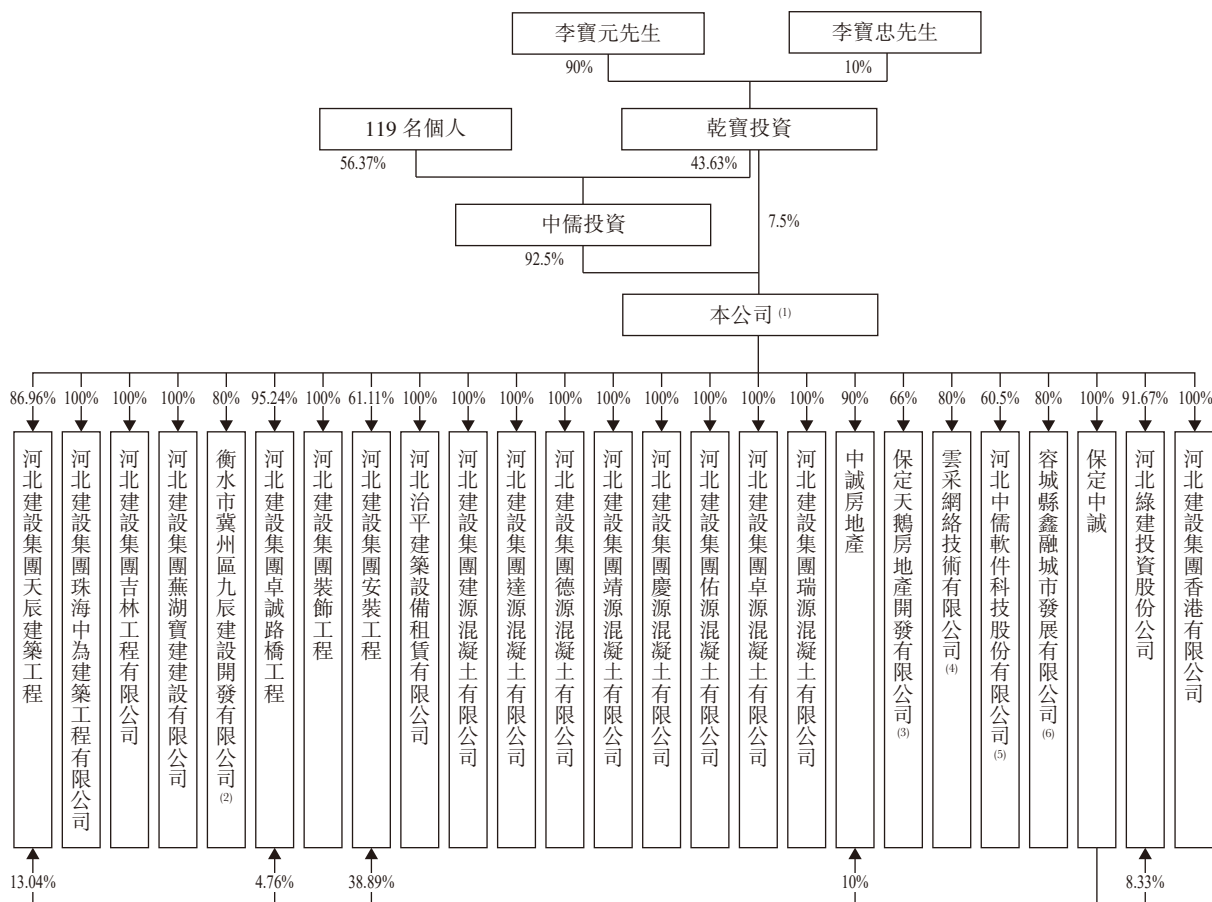 李寶元先生
李寶忠先生
90%
10%
119 名個人
乾寶投資
56.37%
43.63%
中儒投資
7.5%
92.5%
本公司 (1)
86.96%
100%
100%
100%
80%
95.24%
100%
61.11%
100%
100%
100%
100%
100%
100%
100%
100%
100%
90%
66%
80%
60.5%
80%
100%
91.67%
100%
河北建設集團天辰建築工程
河北建設集團珠海中為建築工程有限公司
河北建設集團吉林工程有限公司
河北建設集團蕪湖寶建建設有限公司
衡水市冀州區九辰建設開發有限公司(2)
河北建設集團卓誠路橋工程
河北建設集團裝飾工程
河北建設集團安裝工程
河北治平建築設備租賃有限公司
河北建設集團建源混凝土有限公司
河北建設集團達源混凝土有限公司
河北建設集團德源混凝土有限公司
河北建設集團靖源混凝土有限公司
河北建設集團慶源混凝土有限公司
河北建設集團佑源混凝土有限公司
河北建設集團卓源混凝土有限公司
河北建設集團瑞源混凝土有限公司
中誠房地產
保定天鵝房地產開發有限公司(3)
雲采網絡技術有限公司(4)
河北中儒軟件科技股份有限公司(5)
容城縣鑫融城市發展有限公司(6)
保定中誠
河北綠建投資股份公司
河北建設集團香港有限公司
13.04%
4.76%
38.89%
10%
8.33%